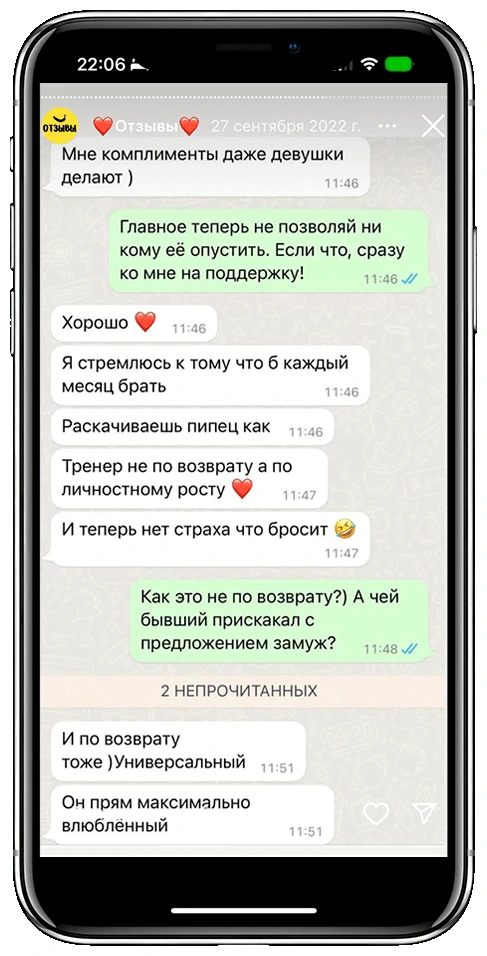 22:06
ОТЗЫВЫ
❤️Отзывы❤️ 27 сентября 2022 г. ...
Мне комплименты даже девушки
делают )
11:46
Главное теперь не позволяй ни
кому её опустить. Если что, сразу
ко мне на поддержку!
11:46
Хорошо ❤️ 11:46
Я стремлюсь к тому что б каждый
месяц брать
11:46
Раскачиваешь пипец как 11:46
Тренер не по возврату а по
личностному росту ❤️ 11:47
И теперь нет страха что бросит 🤣
11:47
Как это не по возврату?) А чей
бывший прискакал с
предложением замуж? 11:48
2 НЕПРОЧИТАННЫХ
И по возврату
тоже )Универсальный 11:51
Он прям максимально
влюблённый 11:51